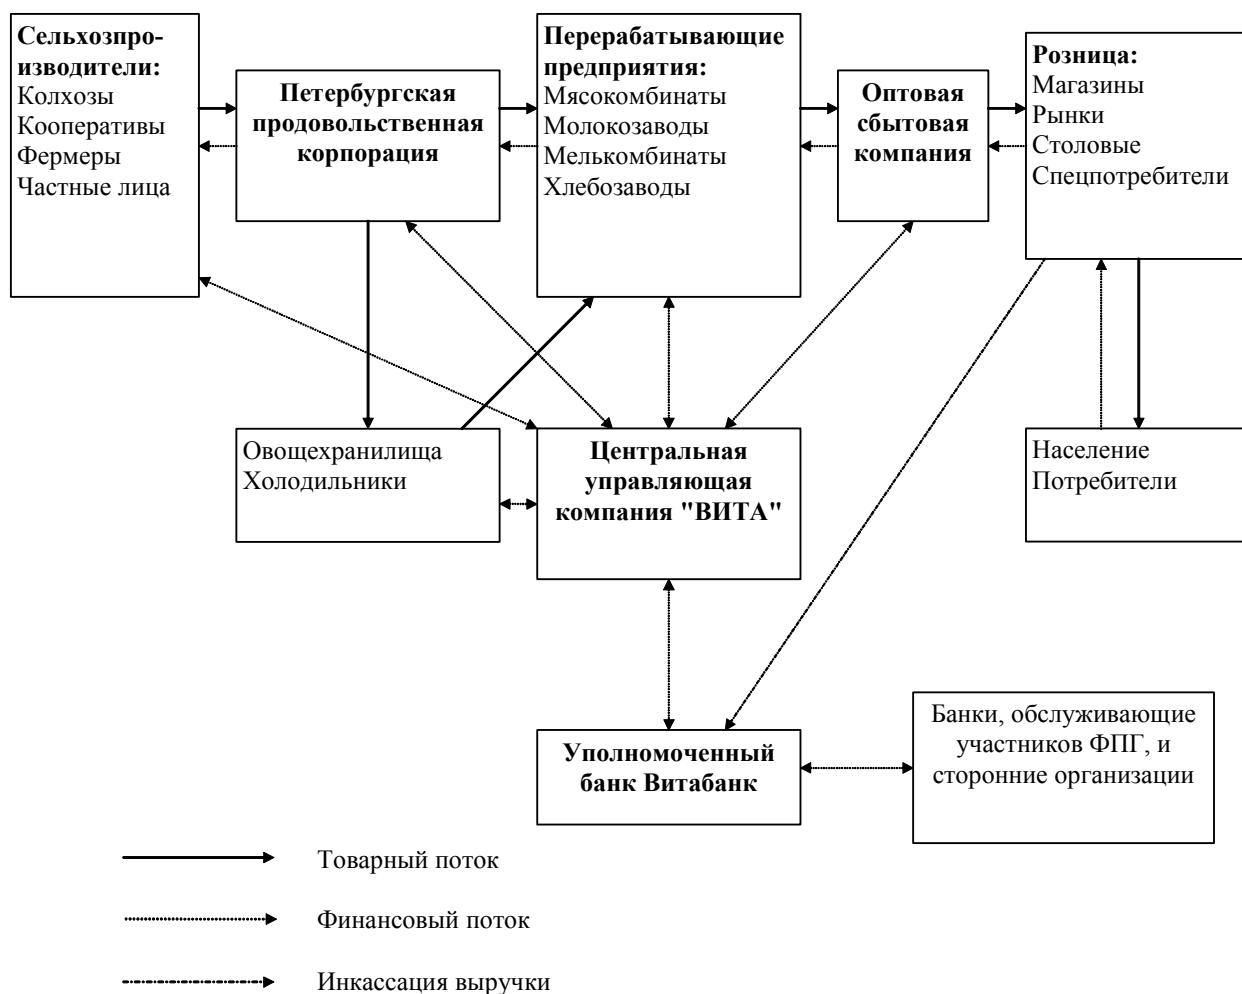 Сельхозпро-
изводители:
Колхозы
Кооперативы
Фермеры
Частные лица
Петербургская
продовольственная
корпорация
Перерабатывающие
предприятия:
Мясокомбинаты
Молокозаводы
Мелькомбинаты
Хлебозаводы
Оптовая
сбытовая
компания
Розница:
Магазины
Рынки
Столовые
Спецпотребители
Овощехранилища
Холодильники
Центральная
управляющая
компания "ВИТА"
Население
Потребители
Уполномоченный
банк Витабанк
Банки, обслуживающие
участников ФПГ, и
сторонние организации
Товарный поток
Финансовый поток
Инкассация выручки